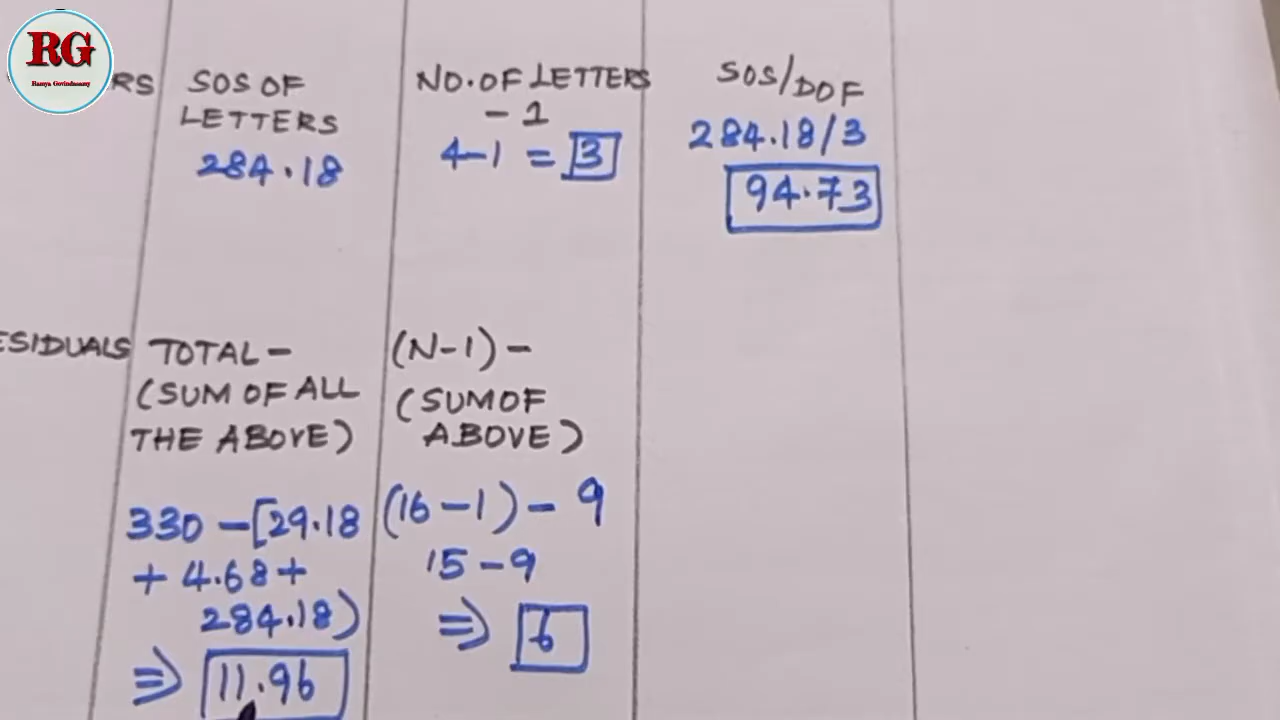 RG
Ramya Govindasamy
RS
SOS OF
LETTERS
284.18
NO. OF LETTERS
- 1
4-1 = 3
SOS/DOF
284.18/3
94.73
ESIDUALS
TOTAL -
(SUM OF ALL
THE ABOVE)
330 - [29.18
+ 4.68 +
284.18)
⇒ 11.96
(N-1) -
(SUM OF
ABOVE)
(16-1) - 9
15-9
⇒ 6